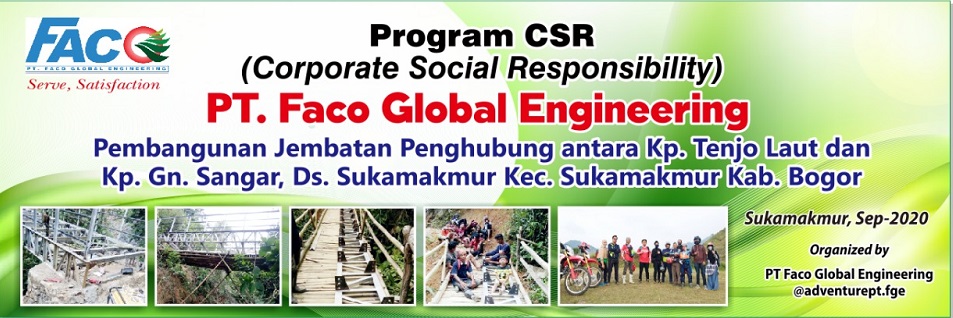 FACO
PT. FACO GLOBAL ENGINEERING
Serve, Satisfaction
Program CSR
(Corporate Social Responsibility)
PT. Faco Global Engineering
Pembangunan Jembatan Penghubung antara Kp. Tenjo Laut dan
Kp. Gn. Sangar, Ds. Sukamakmur Kec. Sukamakmur Kab. Bogor
Sukamakmur, Sep-2020
Organized by
PT Faco Global Engineering
@adventurept.fge